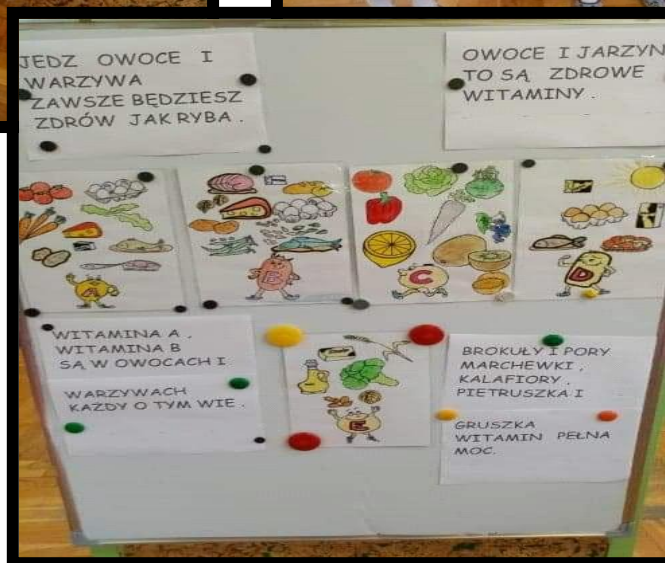 JEDZ OWOCE I
WARZYWA
ZAWSZE BĘDZIESZ
ZDRÓW JAK RYBA.
OWOCE I JARZYN
TO SĄ ZDROWE
WITAMINY.
A
B
C
D
WITAMINA A,
WITAMINA B
SĄ W OWOCACH I
WARZYWACH
KAŻDY O TYM WIE.
E
BROKUŁY I PORY
MARCHEWKI,
KALAFIORY,
PIETRUSZKA I
GRUSZKA
WITAMIN PEŁNA
MOC.